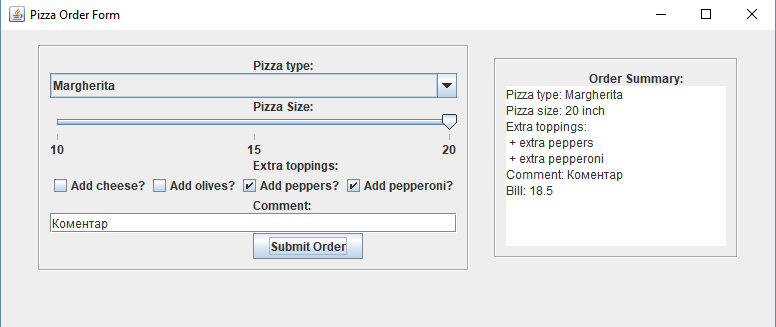 Pizza Order Form
Pizza type:
Margherita
Pizza Size:
10 15 20
Extra toppings:
Add cheese? Add olives? Add peppers? Add pepperoni?
Comment:
Коментар
Submit Order
Order Summary:
Pizza type: Margherita
Pizza size: 20 inch
Extra toppings:
+ extra peppers
+ extra pepperoni
Comment: Коментар
Bill: 18.5